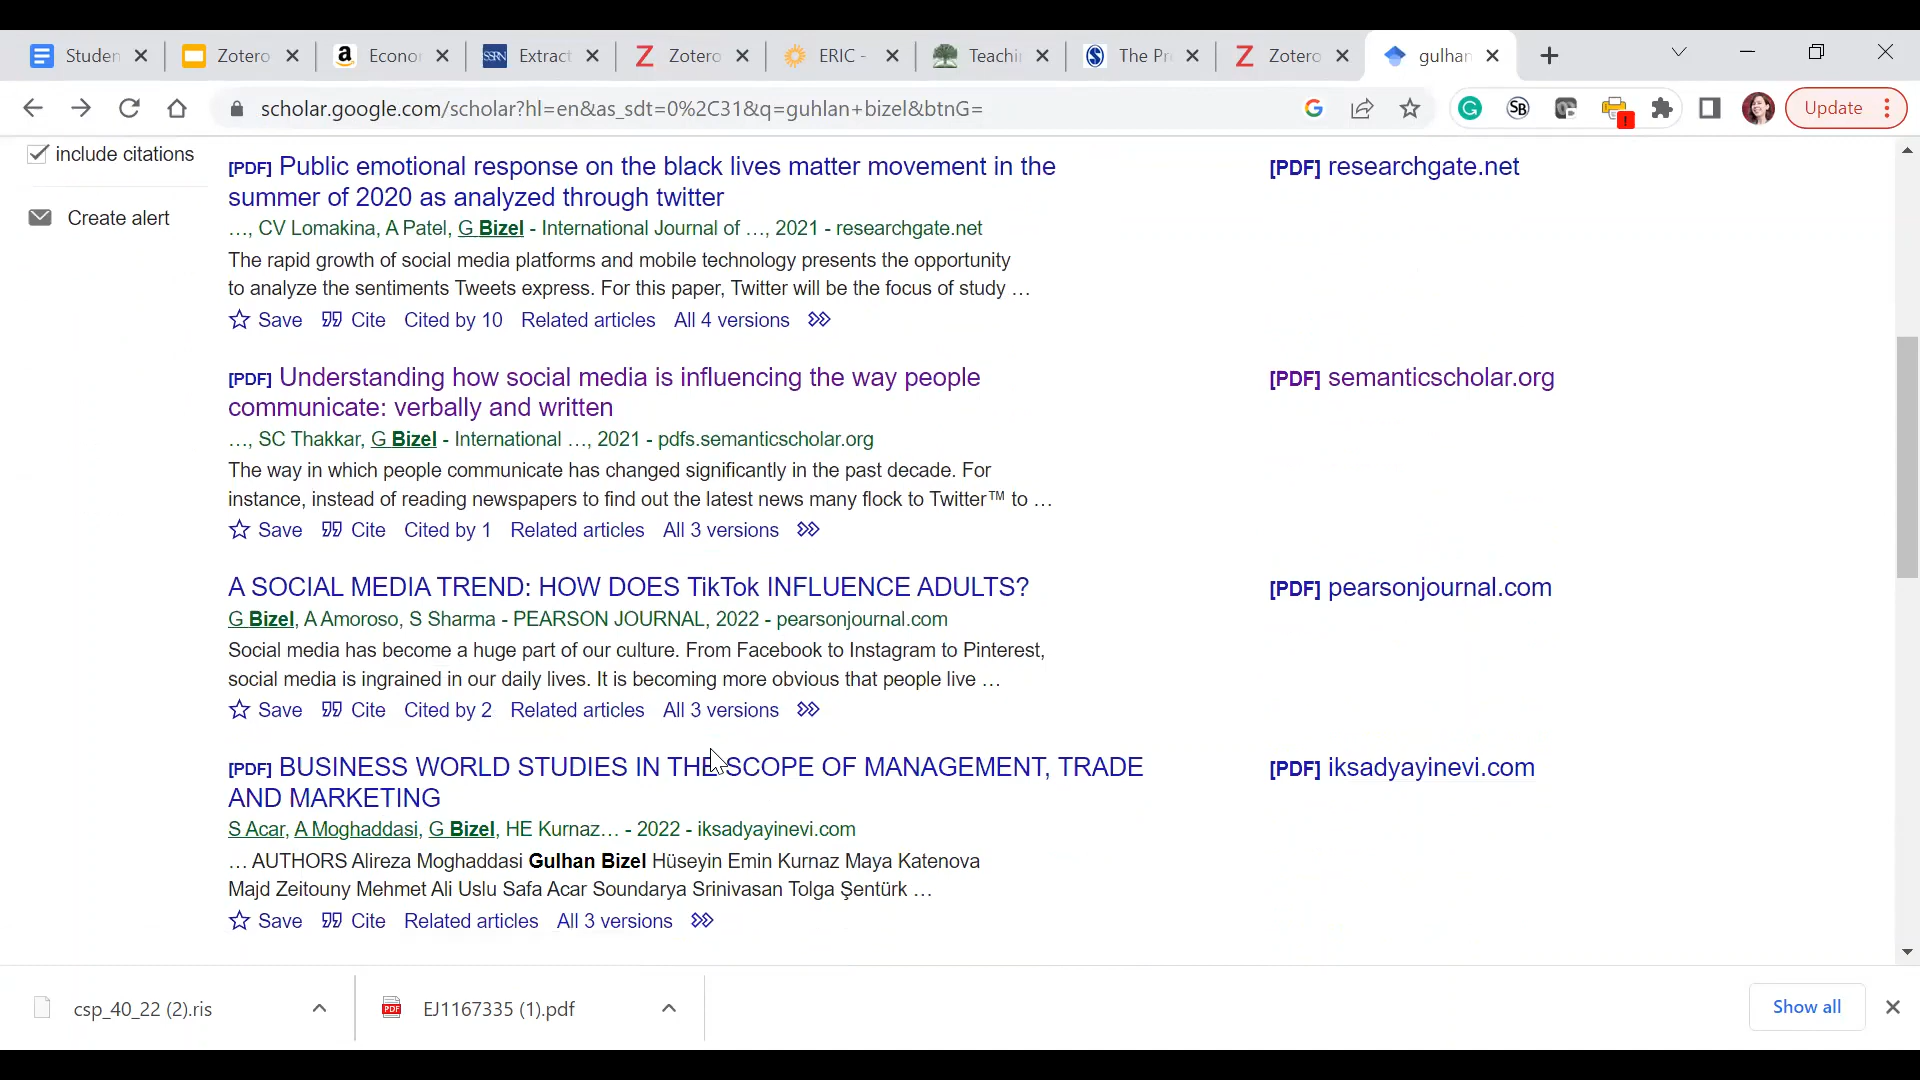 Studen
Zotero
Econo
SSRN Extract
Zotero
ERIC -
Teachi
The Pr
Zotero
gulhan
scholar.google.com/scholar?hl=en&as_sdt=0%2C31&q=guhlan+bizel&btnG=
Update
include citations
Create alert
[PDF] Public emotional response on the black lives matter movement in the
summer of 2020 as analyzed through twitter
[PDF] researchgate.net
…, CV Lomakina, A Patel, G Bizel - International Journal of …, 2021 - researchgate.net
The rapid growth of social media platforms and mobile technology presents the opportunity
to analyze the sentiments Tweets express. For this paper, Twitter will be the focus of study …
Save Cite Cited by 10 Related articles All 4 versions
[PDF] Understanding how social media is influencing the way people
communicate: verbally and written
[PDF] semanticscholar.org
…, SC Thakkar, G Bizel - International …, 2021 - pdfs.semanticscholar.org
The way in which people communicate has changed significantly in the past decade. For
instance, instead of reading newspapers to find out the latest news many flock to Twitter™ to …
Save Cite Cited by 1 Related articles All 3 versions
A SOCIAL MEDIA TREND: HOW DOES TikTok INFLUENCE ADULTS?
[PDF] pearsonjournal.com
G Bizel, A Amoroso, S Sharma - PEARSON JOURNAL, 2022 - pearsonjournal.com
Social media has become a huge part of our culture. From Facebook to Instagram to Pinterest,
social media is ingrained in our daily lives. It is becoming more obvious that people live …
Save Cite Cited by 2 Related articles All 3 versions
[PDF] BUSINESS WORLD STUDIES IN THE SCOPE OF MANAGEMENT, TRADE
AND MARKETING
[PDF] iksadyayinevi.com
S Acar, A Moghaddasi, G Bizel, HE Kurnaz… - 2022 - iksadyayinevi.com
… AUTHORS Alireza Moghaddasi Gulhan Bizel Hüseyin Emin Kurnaz Maya Katenova
Majd Zeitouny Mehmet Ali Uslu Safa Acar Soundarya Srinivasan Tolga Şentürk …
Save Cite Related articles All 3 versions
csp_40_22 (2).ris
PDF EJ1167335 (1).pdf
Show all